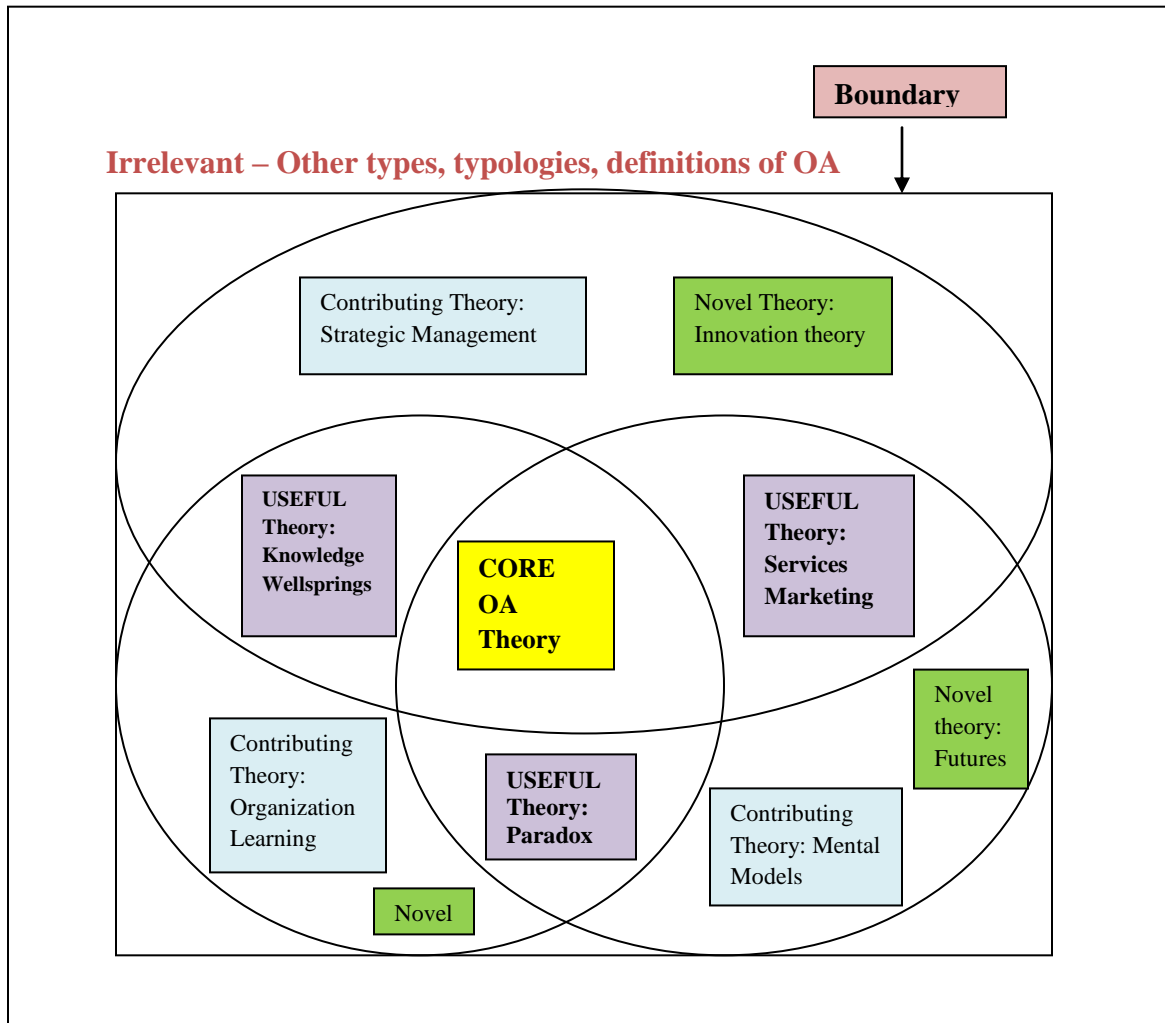 Boundary
Irrelevant – Other types, typologies, definitions of OA
Contributing Theory:
Strategic Management
Novel Theory:
Innovation theory
USEFUL
Theory:
Knowledge
Wellsprings
USEFUL
Theory:
Services
Marketing
CORE
OA
Theory
Novel
theory:
Futures
Contributing
Theory:
Organization
Learning
USEFUL
Theory:
Paradox
Contributing
Theory: Mental
Models
Novel